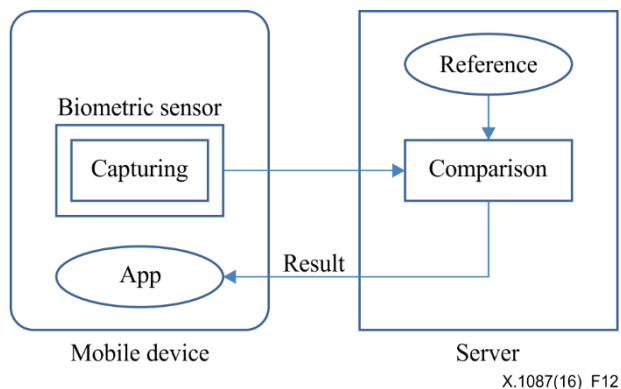 Reference
Biometric sensor
Capturing
Comparison
Result
App
Mobile device
Server
X.1087(16)_F12